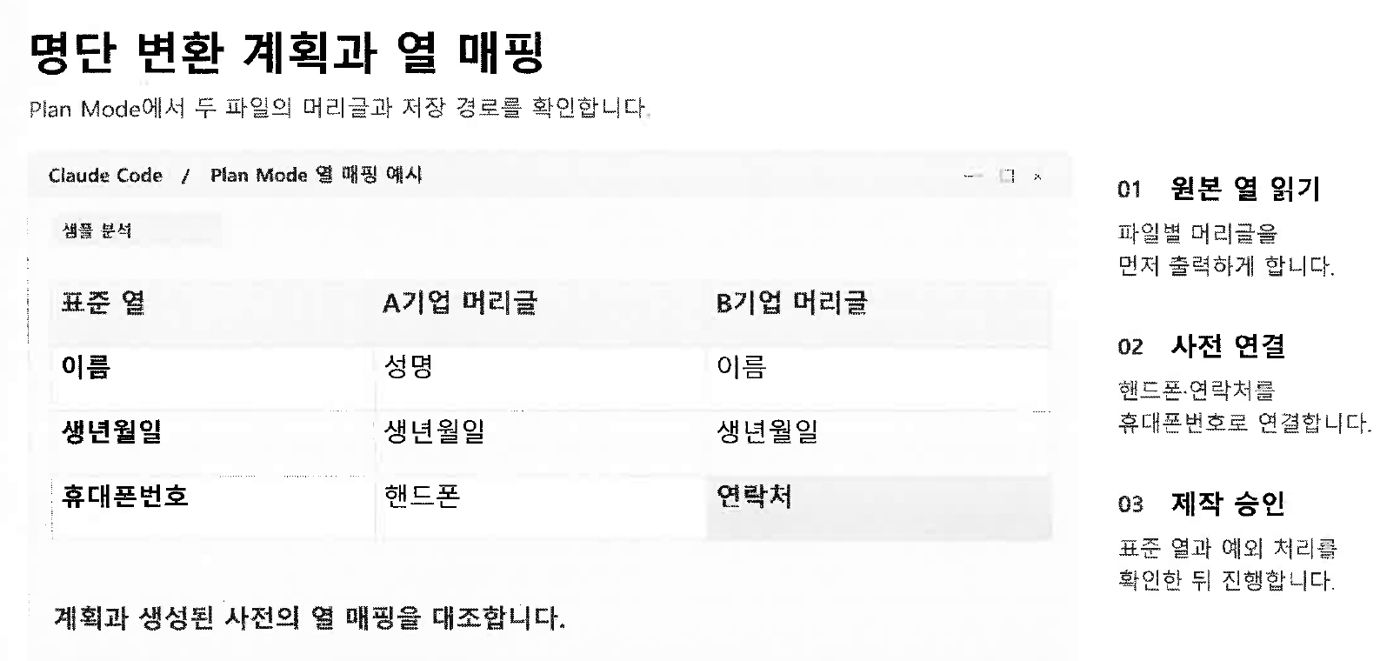 명단 변환 계획과 열 매핑
Plan Mode에서 두 파일의 머리글과 저장 경로를 확인합니다.
Claude Code / Plan Mode 열 매핑 예시
샘플 분석
표준 열 A기업 머리글 B기업 머리글
이름 성명 이름
생년월일 생년월일 생년월일
휴대폰번호 핸드폰 연락처
계획과 생성된 사전의 열 매핑을 대조합니다.
01 원본 열 읽기
파일별 머리글을
먼저 출력하게 합니다.
02 사전 연결
핸드폰·연락처를
휴대폰번호로 연결합니다.
03 제작 승인
표준 열과 예외 처리를
확인한 뒤 진행합니다.